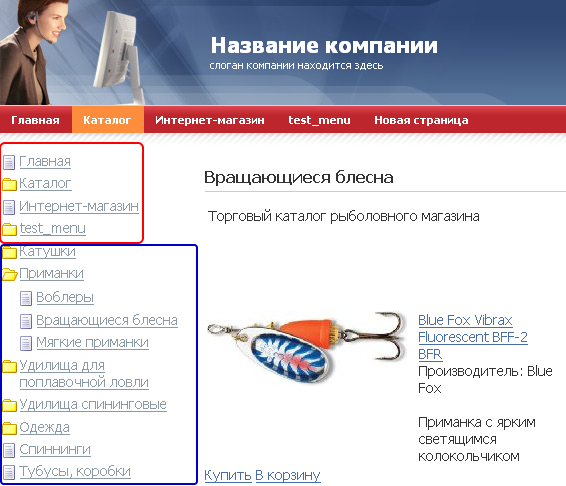 Название компании
слоган компании находится здесь
Главная Каталог Интернет-магазин test_menu Новая страница
Главная
Каталог
Интернет-магазин
test_menu
Катушки
Приманки
Воблеры
Вращающиеся блесна
Мягкие приманки
Удилища для
поплавочной ловли
Удилища спининговые
Одежда
Спиннинги
Тубусы, коробки
Вращающиеся блесна
Торговый каталог рыболовного магазина
Blue Fox Vibrax
Fluorescent BFF-2
BFR
Производитель: Blue
Fox
Приманка с ярким
светящимся
колокольчиком
Купить В корзину